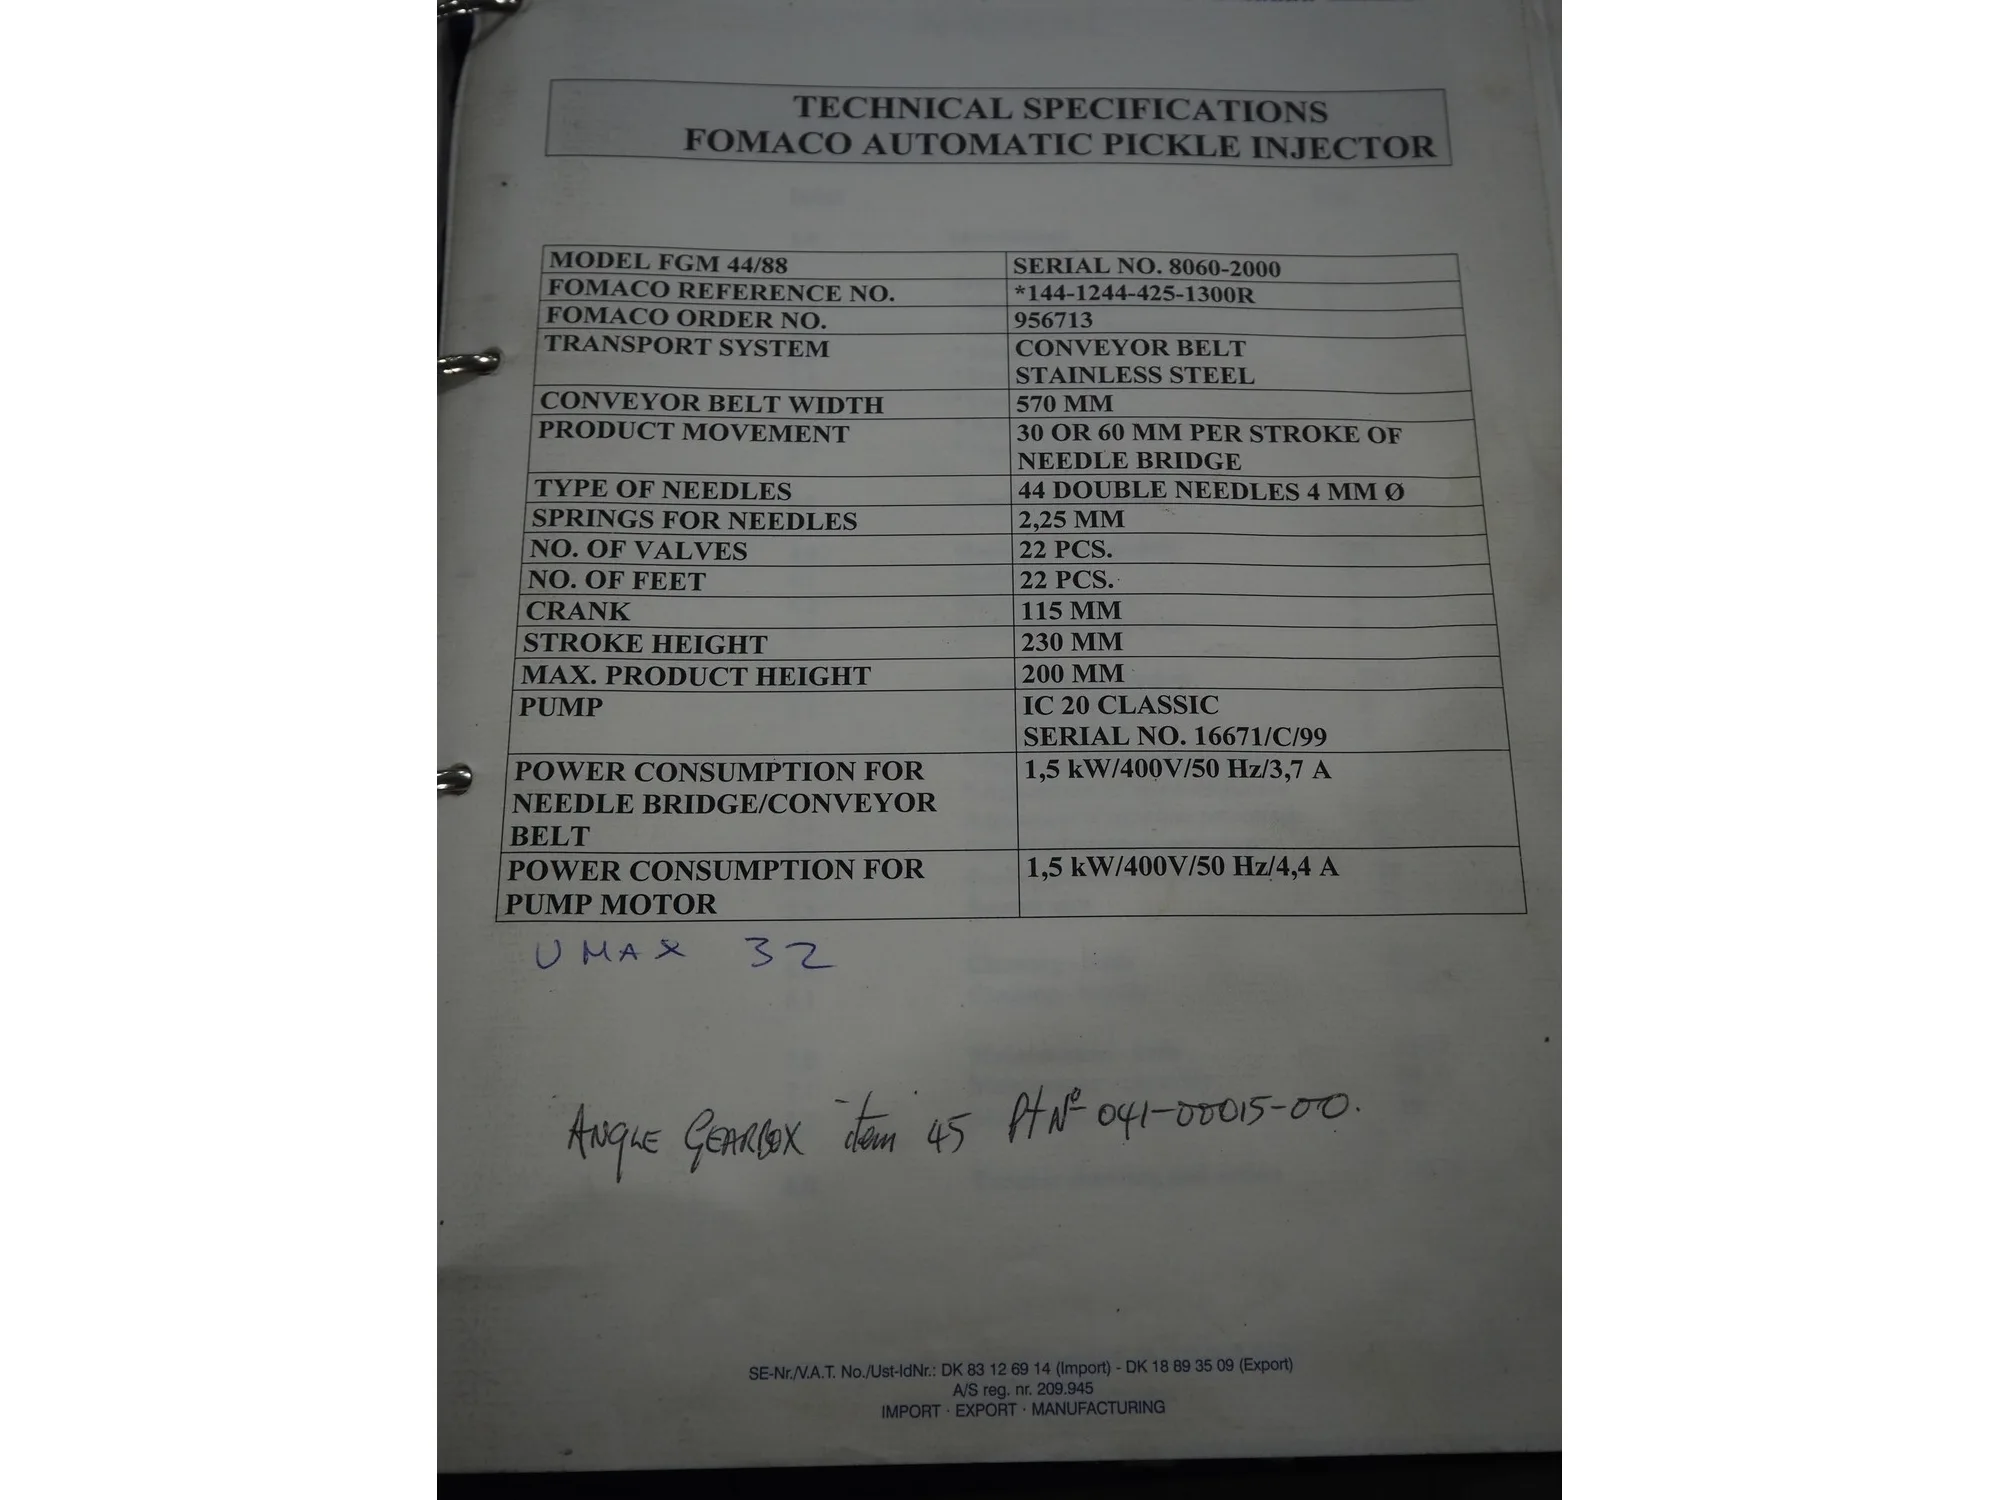 TECHNICAL SPECIFICATIONS
FOMACO AUTOMATIC PICKLE INJECTOR
MODEL FGM 44/88 SERIAL NO. 8060-2000
FOMACO REFERENCE NO. *144-1244-425-1300R
FOMACO ORDER NO. 956713
TRANSPORT SYSTEM CONVEYOR BELT
STAINLESS STEEL
CONVEYOR BELT WIDTH 570 MM
PRODUCT MOVEMENT 30 OR 60 MM PER STROKE OF
NEEDLE BRIDGE
TYPE OF NEEDLES 44 DOUBLE NEEDLES 4 MM Ø
SPRINGS FOR NEEDLES 2,25 MM
NO. OF VALVES 22 PCS.
NO. OF FEET 22 PCS.
CRANK 115 MM
STROKE HEIGHT 230 MM
MAX. PRODUCT HEIGHT 200 MM
PUMP IC 20 CLASSIC
SERIAL NO. 16671/C/99
POWER CONSUMPTION FOR 1,5 kW/400V/50 Hz/3,7 A
NEEDLE BRIDGE/CONVEYOR
BELT
POWER CONSUMPTION FOR 1,5 kW/400V/50 Hz/4,4 A
PUMP MOTOR
UMAX 32
ANGLE GEARBOX item 45 Pt Nº 041-00015-00.
SE-Nr./V.A.T. No./Ust-IdNr.: DK 83 12 69 14 (Import) - DK 18 89 35 09 (Export)
A/S reg. nr. 209.945
IMPORT · EXPORT · MANUFACTURING